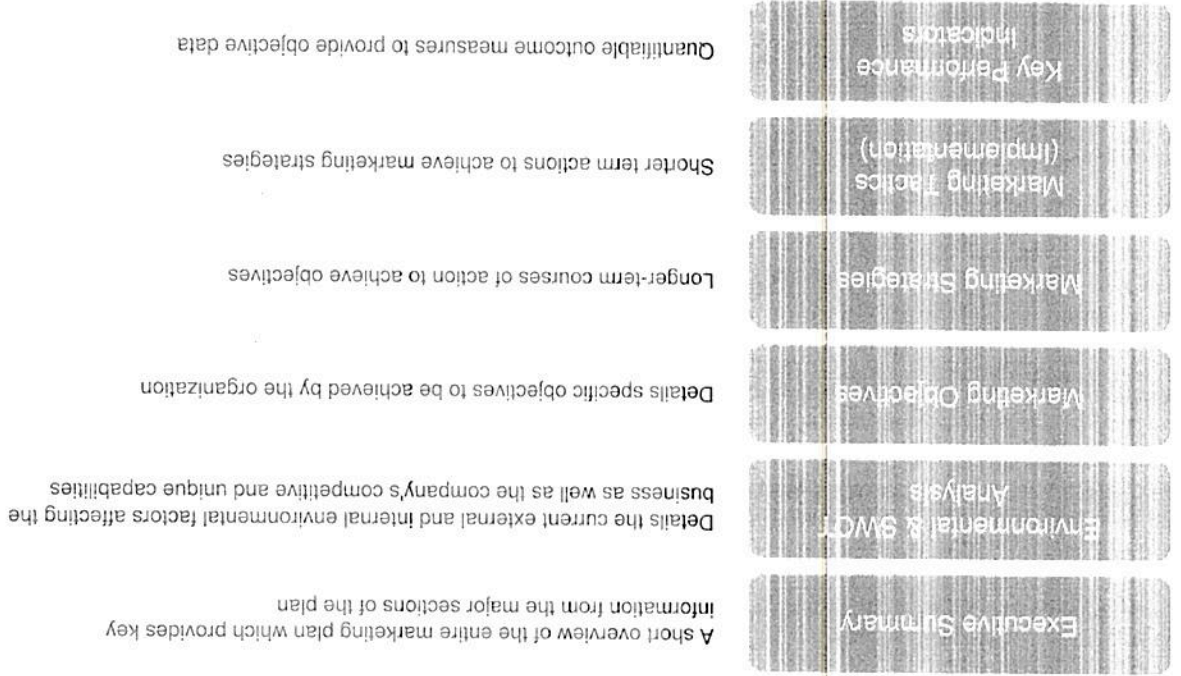 Executive Summary
A short overview of the entire marketing plan which provides key
information from the major sections of the plan
Environmental & SWOT
Analysis
Details the current external and internal environmental factors affecting the
business as well as the company's competitive and unique capabilities
Marketing Objectives
Details specific objectives to be achieved by the organization
Marketing Strategies
Longer-term courses of action to achieve objectives
Marketing Tactics
(Implementation)
Shorter term actions to achieve marketing strategies
Key Performance
Indicators
Quantifiable outcome measures to provide objective data